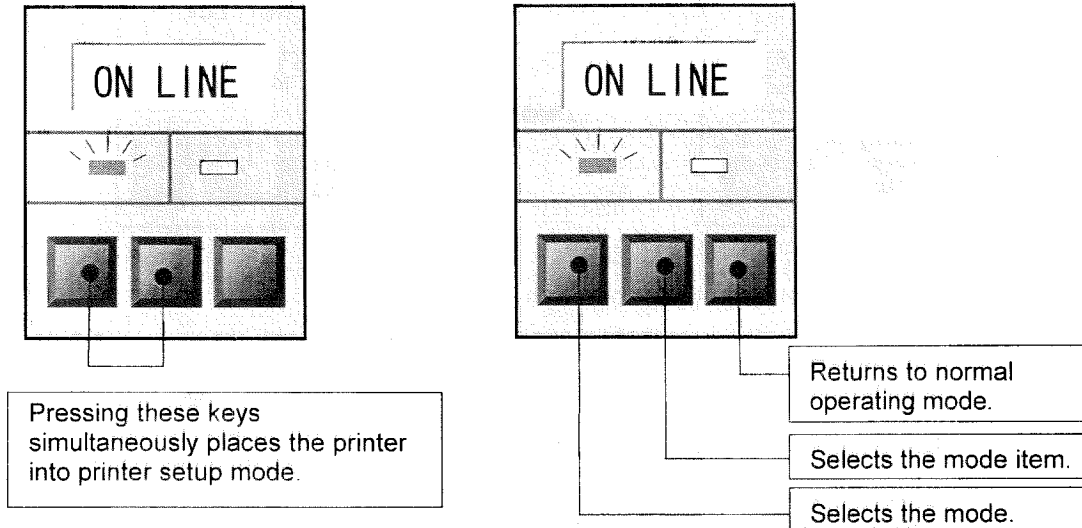 ON LINE
Pressing these keys
simultaneously places the printer
into printer setup mode.
ON LINE
Returns to normal
operating mode.
Selects the mode item.
Selects the mode.